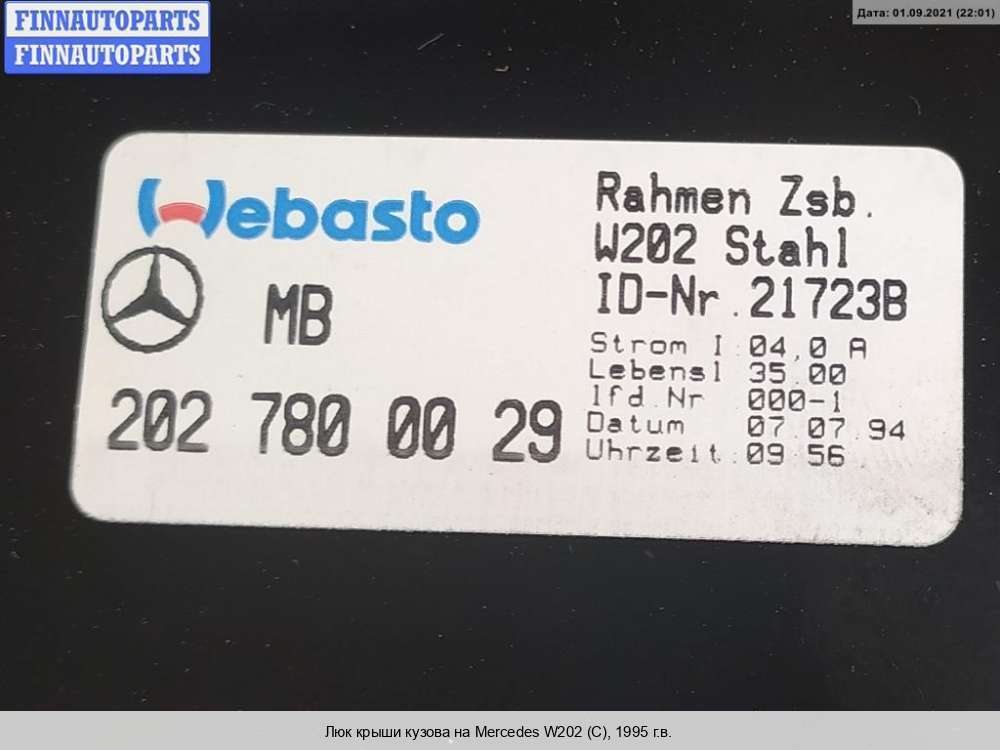 FINNAUTOPARTS
FINNAUTOPARTS
Дата: 01.09.2021 (22:01)
Webasto
MB
202 780 00 29
Rahmen Zsb.
W202 Stahl
ID-Nr.21723B
Strom I 04,0 A
Lebensl 35.00
lfd.Nr 000-1
Datum 07.07.94
Uhrzeit.09 56
Люк крыши кузова на Mercedes W202 (C), 1995 г.в.